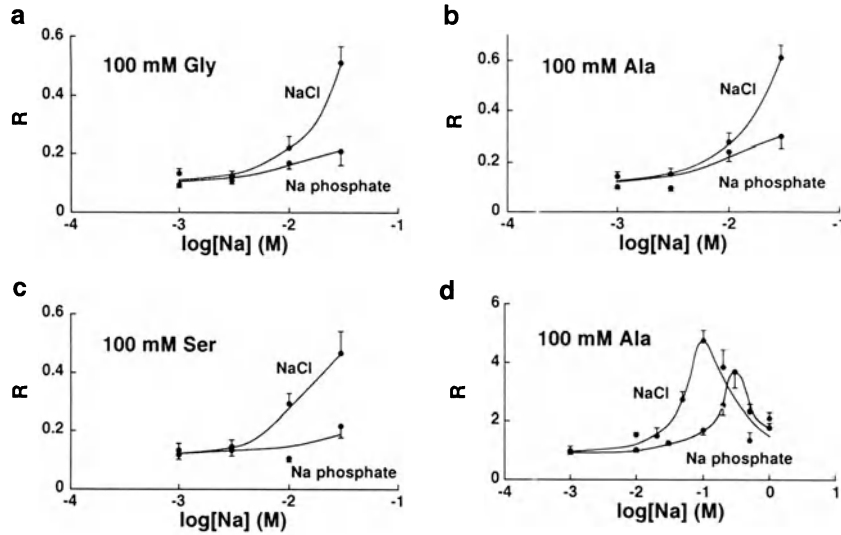 a
100 mM Gly
NaCl
Na phosphate
R
0.6
0.4
0.2
0
-4
-3
-2
-1
log[Na] (M)
b
100 mM Ala
NaCl
Na phosphate
R
0.6
0.4
0.2
0
-4
-3
-2
-1
log[Na] (M)
c
100 mM Ser
NaCl
Na phosphate
R
0.6
0.4
0.2
0
-4
-3
-2
-1
log[Na] (M)
d
100 mM Ala
NaCl
Na phosphate
R
6
4
2
0
-4
-3
-2
-1
0
1
log[Na] (M)